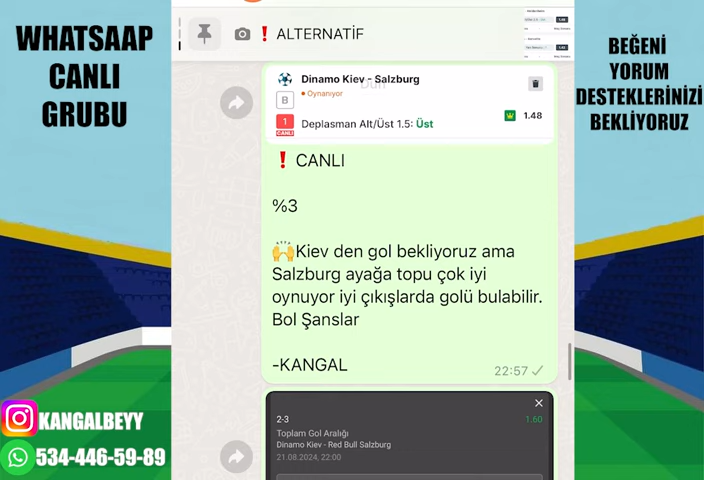 WHATSAAP
CANLI
GRUBU
❗ ALTERNATİF
BEĞENİ
YORUM
DESTEKLERİNİZİ
BEKLİYORUZ
Dinamo Kiev - Salzburg
Dün
B
Oynanıyor
1
CANLI
Deplasman Alt/Üst 1.5: Üst
1.48
❗ CANLI
%3
🙌Kiev den gol bekliyoruz ama
Salzburg ayağa topu çok iyi
oynuyor iyi çıkışlarda golü bulabilir.
Bol Şanslar
-KANGAL
22:57
2-3
1.60
Toplam Gol Aralığı
Dinamo Kiev - Red Bull Salzburg
21.08.2024, 22:00
KANGALBEYY
534-446-59-89